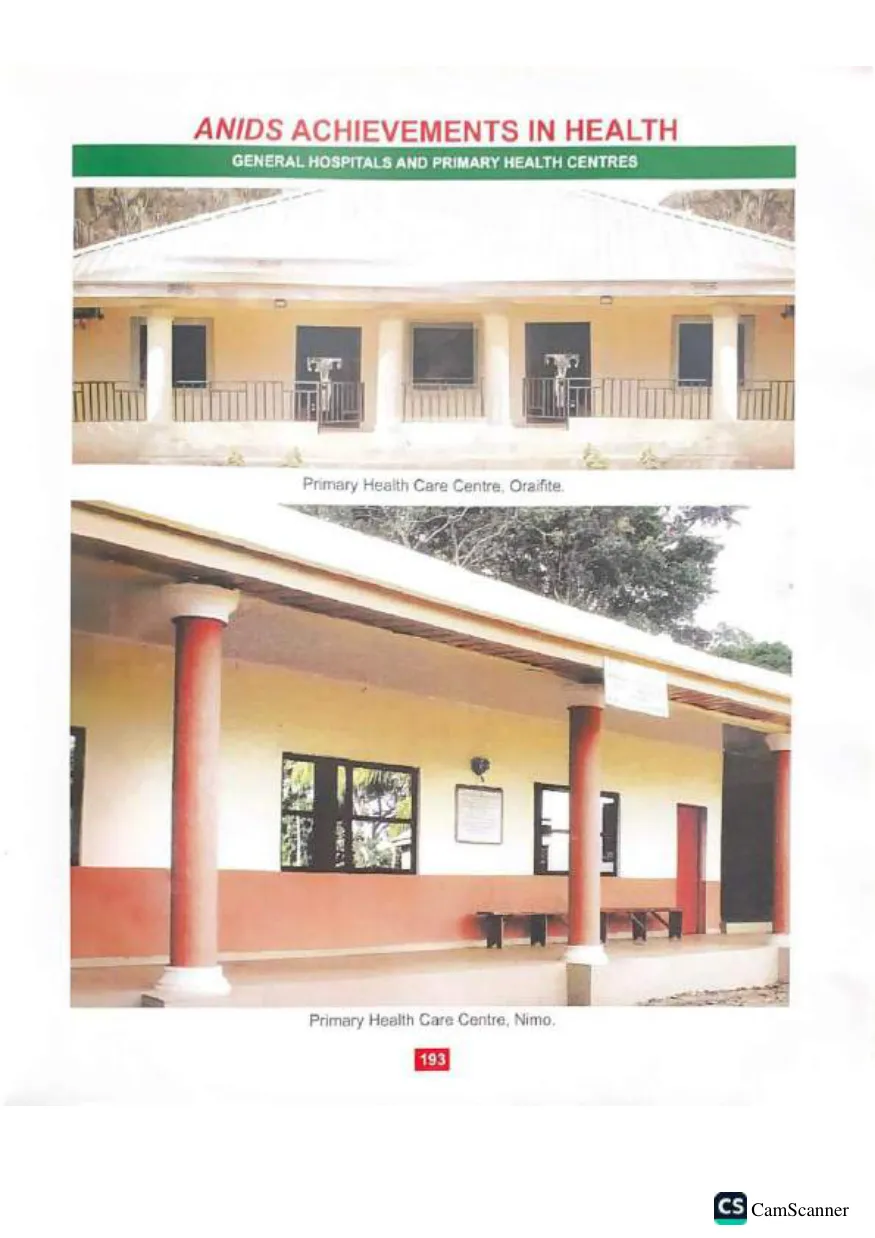 ANIDS ACHIEVEMENTS IN HEALTH
GENERAL HOSPITALS AND PRIMARY HEALTH CENTRES
Primary Health Care Centre, Oraifite.
Primary Health Care Centre, Nimo.
193
CS CamScanner